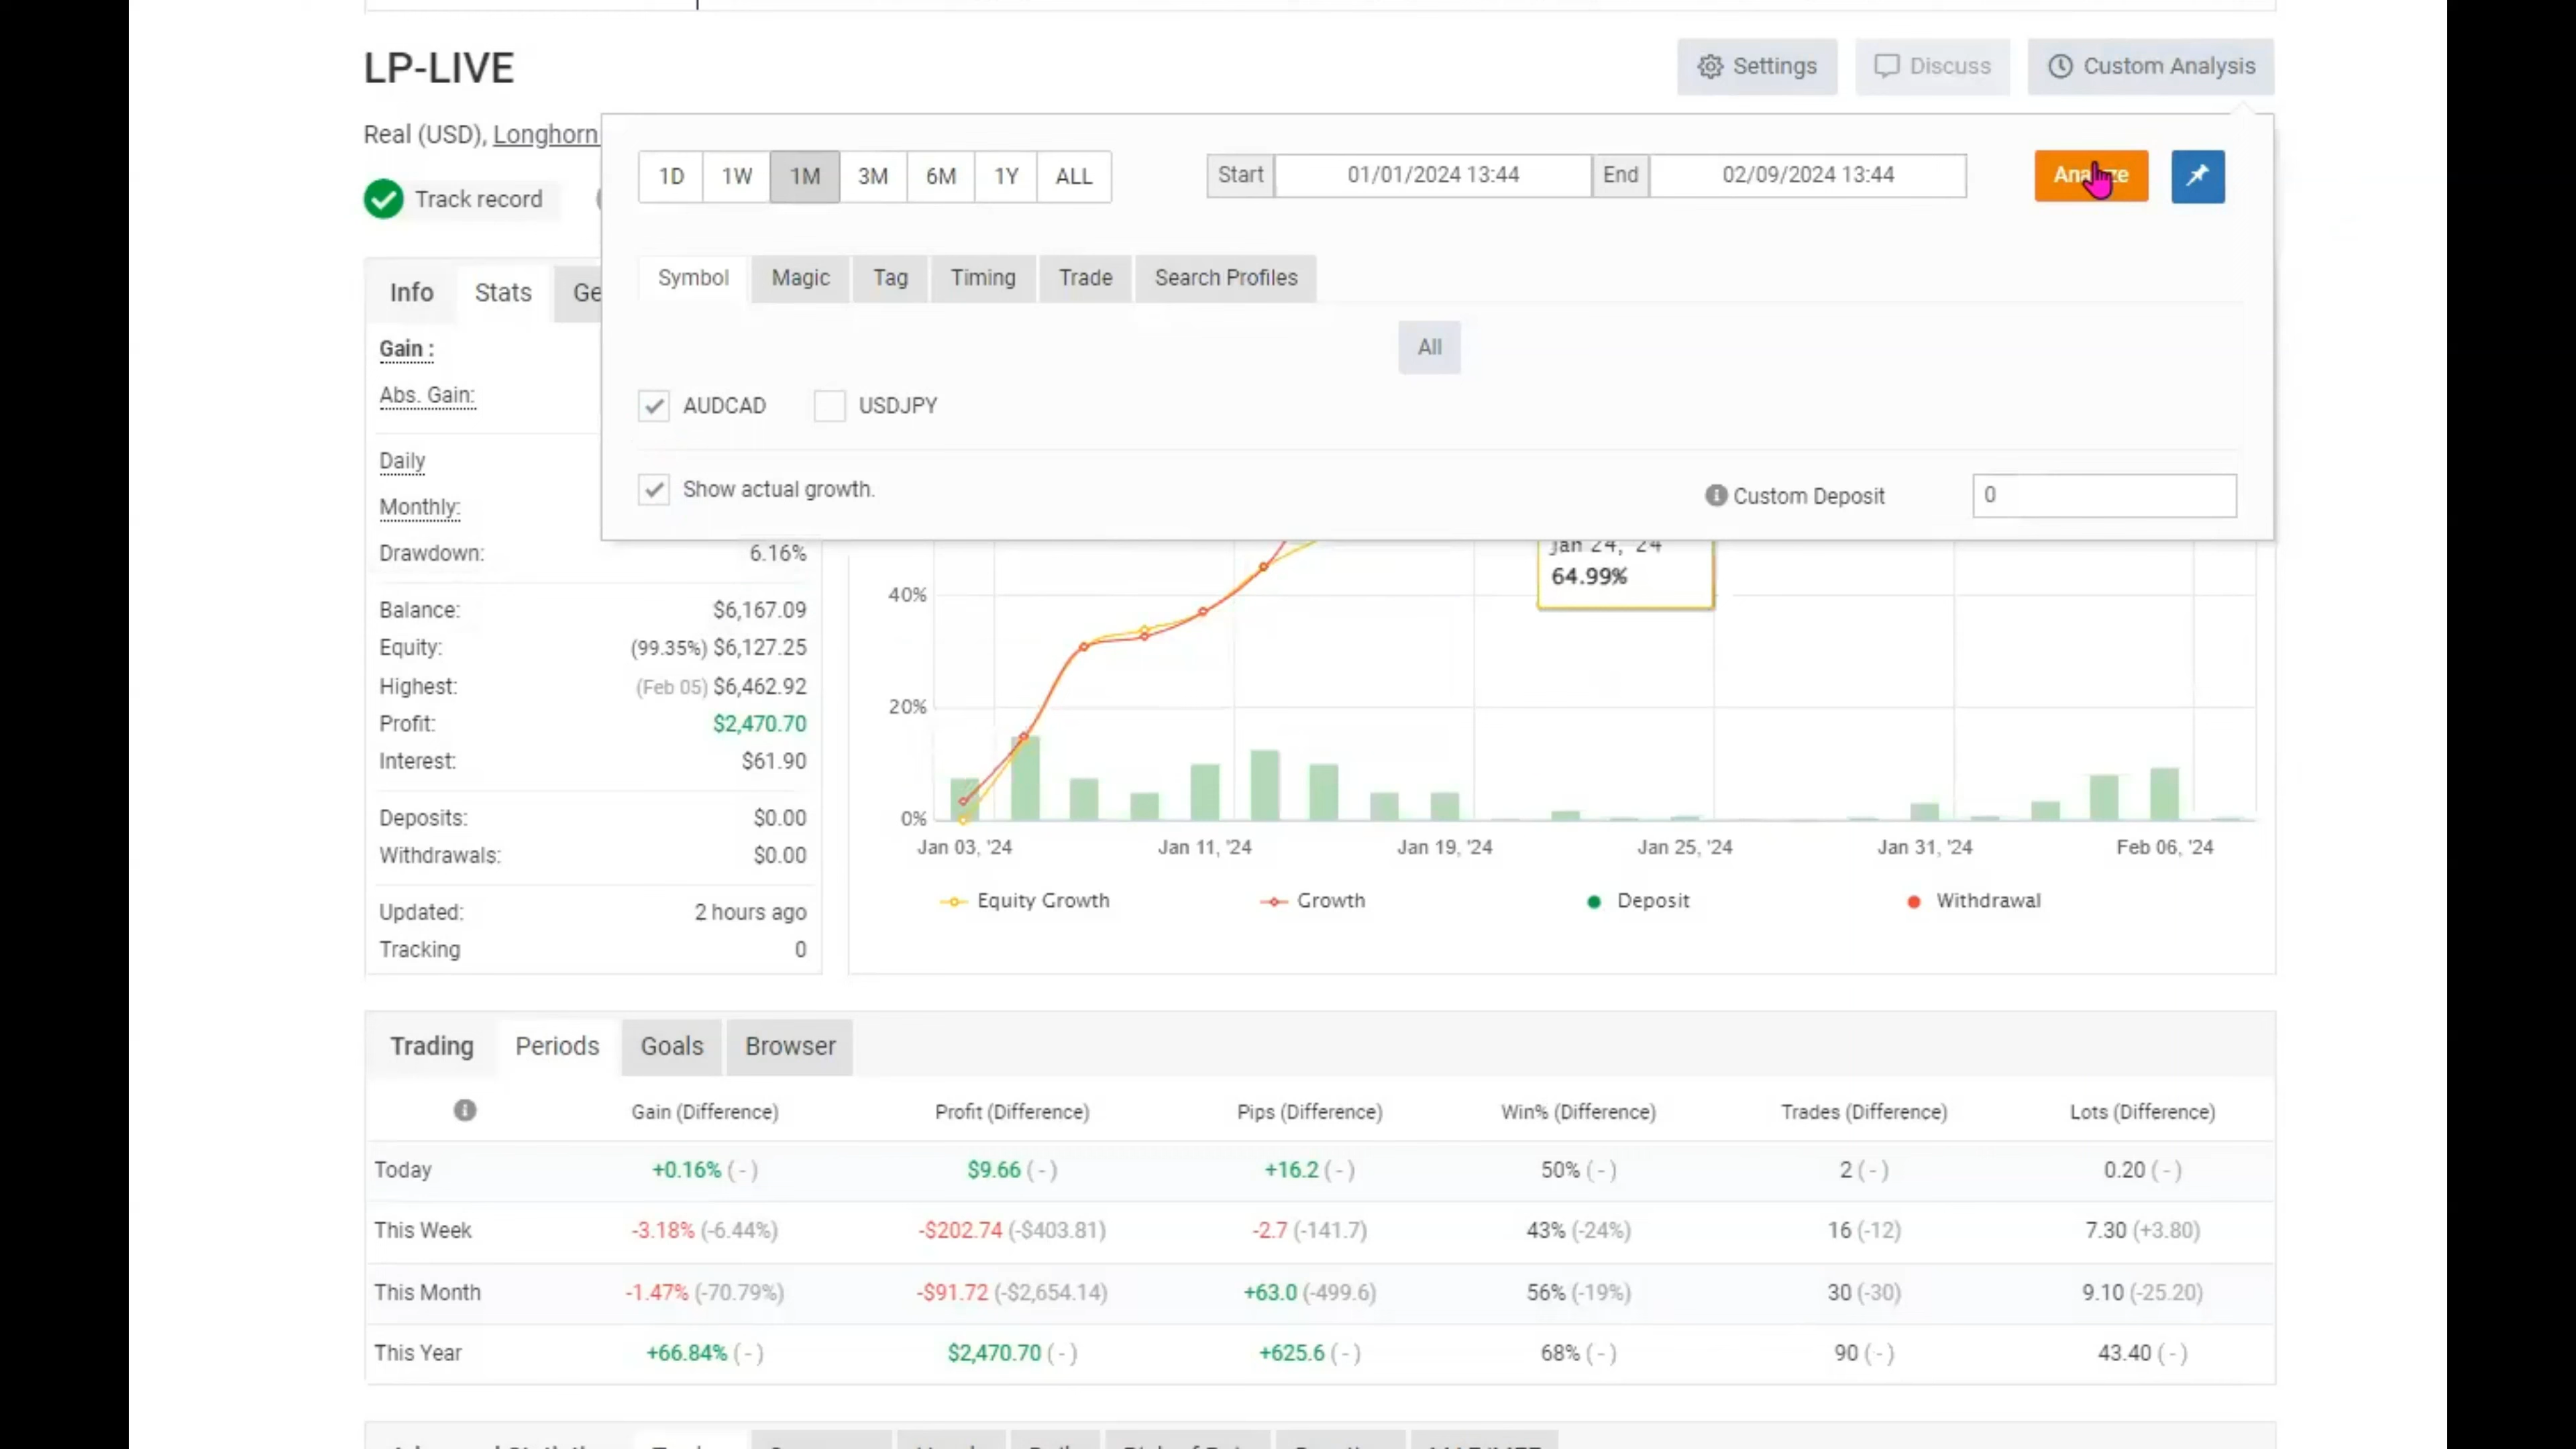 LP-LIVE
Settings
Discuss
Custom Analysis
Real (USD), Longhorn
1D 1W 1M 3M 6M 1Y ALL
Start 01/01/2024 13:44 End 02/09/2024 13:44
Analyze
Track record
Symbol Magic Tag Timing Trade Search Profiles
Info Stats Ge
All
Gain :
Abs. Gain:
AUDCAD USDJPY
Daily
Show actual growth.
Custom Deposit 0
Monthly:
Drawdown: 6.16%
Jan 24, '24
64.99%
Balance: $6,167.09
Equity: (99.35%) $6,127.25
Highest: (Feb 05) $6,462.92
Profit: $2,470.70
Interest: $61.90
Deposits: $0.00
Withdrawals: $0.00
Updated: 2 hours ago
Tracking 0
40%
20%
0%
Jan 03, '24 Jan 11, '24 Jan 19, '24 Jan 25, '24 Jan 31, '24 Feb 06, '24
Equity Growth Growth Deposit Withdrawal
Trading Periods Goals Browser
Gain (Difference) Profit (Difference) Pips (Difference) Win% (Difference) Trades (Difference) Lots (Difference)
Today +0.16% ( - ) $9.66 ( - ) +16.2 ( - ) 50% ( - ) 2 ( - ) 0.20 ( - )
This Week -3.18% (-6.44%) -$202.74 (-$403.81) -2.7 (-141.7) 43% (-24%) 16 (-12) 7.30 (+3.80)
This Month -1.47% (-70.79%) -$91.72 (-$2,654.14) +63.0 (-499.6) 56% (-19%) 30 (-30) 9.10 (-25.20)
This Year +66.84% ( - ) $2,470.70 ( - ) +625.6 ( - ) 68% ( - ) 90 ( - ) 43.40 ( - )